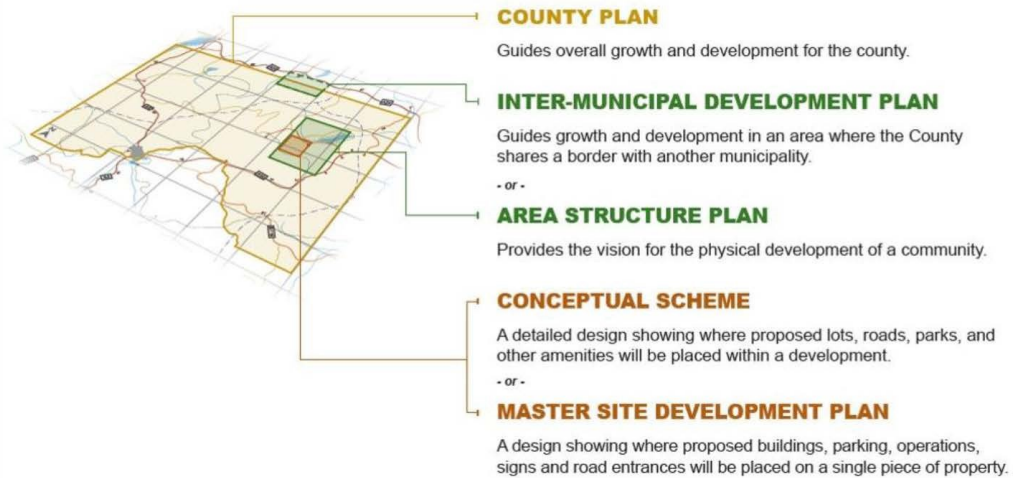 COUNTY PLAN
Guides overall growth and development for the county.
INTER-MUNICIPAL DEVELOPMENT PLAN
Guides growth and development in an area where the County
shares a border with another municipality.
- or -
AREA STRUCTURE PLAN
Provides the vision for the physical development of a community.
CONCEPTUAL SCHEME
A detailed design showing where proposed lots, roads, parks, and
other amenities will be placed within a development.
- or -
MASTER SITE DEVELOPMENT PLAN
A design showing where proposed buildings, parking, operations,
signs and road entrances will be placed on a single piece of property.